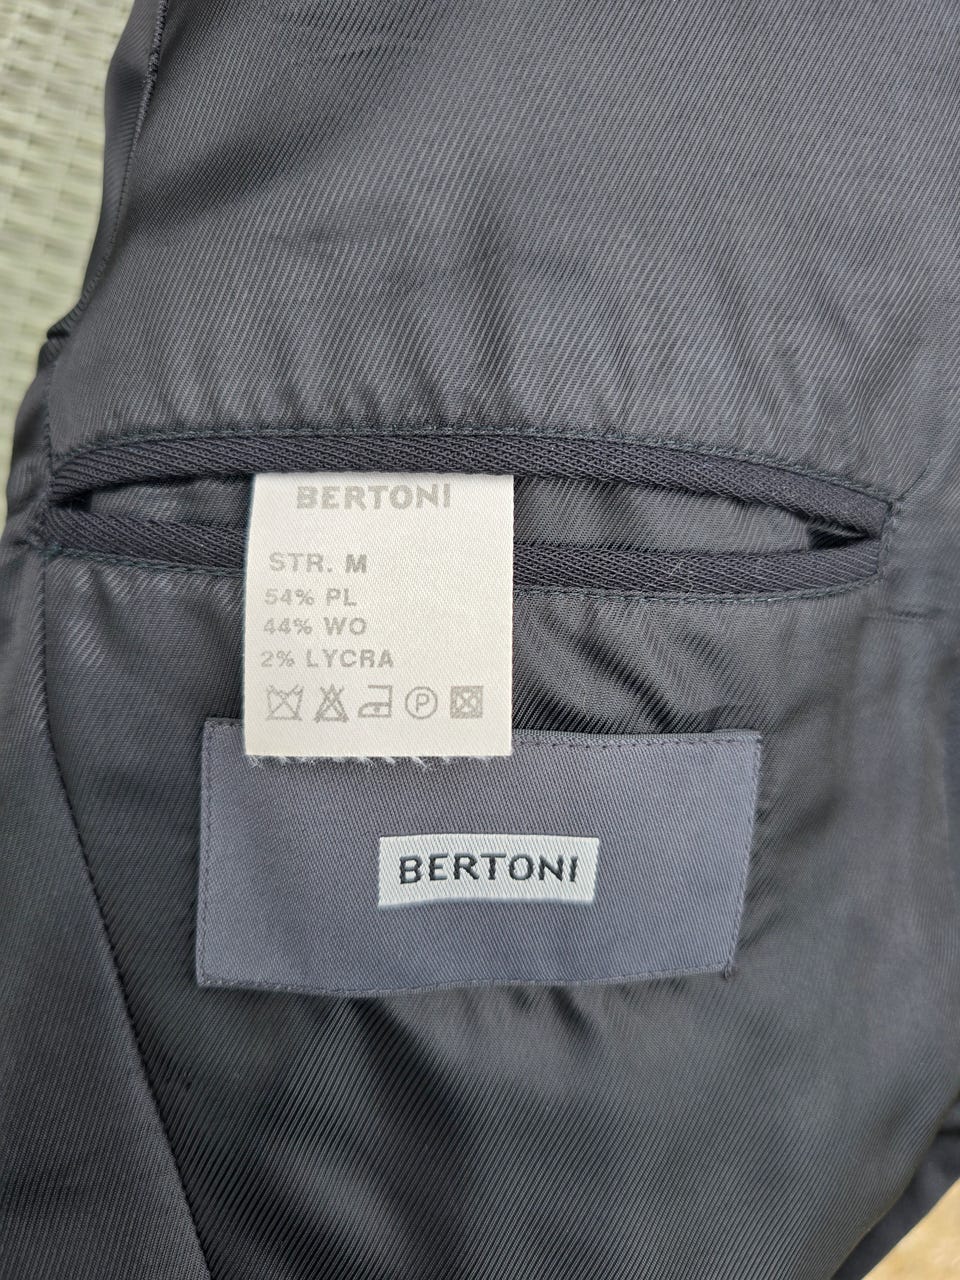 BERTONI
STR. M
54% PL
44% WO
2% LYCRA
P
BERTONI